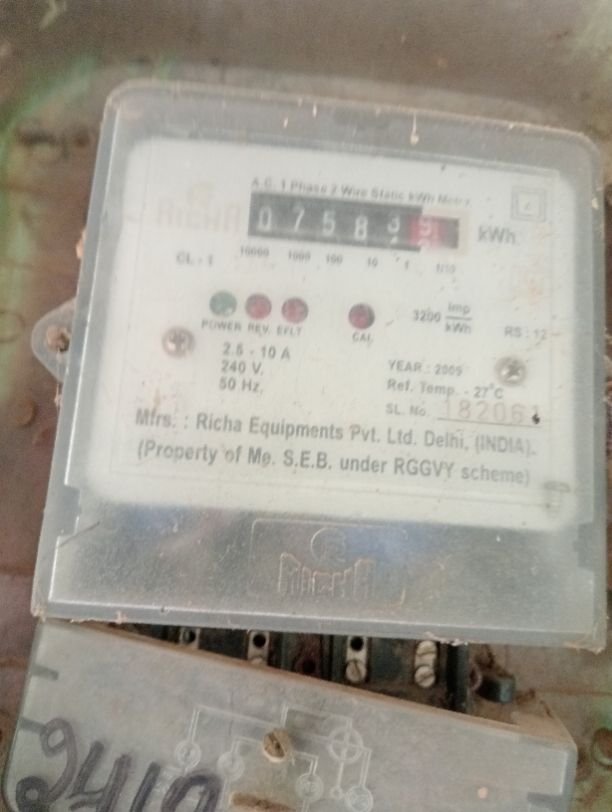 A.C. 1 Phase 2 Wire Static kWh Meter
RICHA
0 7 5 8 3 9 kWh
CL - 1 10000 1000 100 10 1 1/10
POWER REV. EFLT CAL
3200 Imp/kWh RS : 12
2.5 - 10 A
240 V.
50 Hz.
YEAR : 2009
Ref. Temp. - 27°C
SL. No. 182061
Mfrs. : Richa Equipments Pvt. Ltd. Delhi, (INDIA).
(Property of Me. S.E.B. under RGGVY scheme)
RICHA